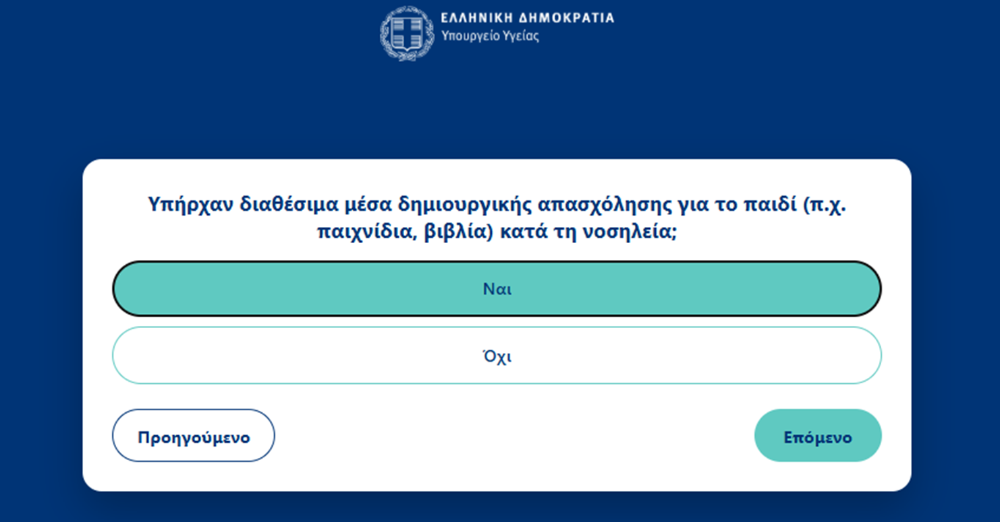 ΕΛΛΗΝΙΚΗ ΔΗΜΟΚΡΑΤΙΑ
Υπουργείο Υγείας
Υπήρχαν διαθέσιμα μέσα δημιουργικής απασχόλησης για το παιδί (π.χ.
παιχνίδια, βιβλία) κατά τη νοσηλεία;
Ναι
Όχι
Προηγούμενο
Επόμενο